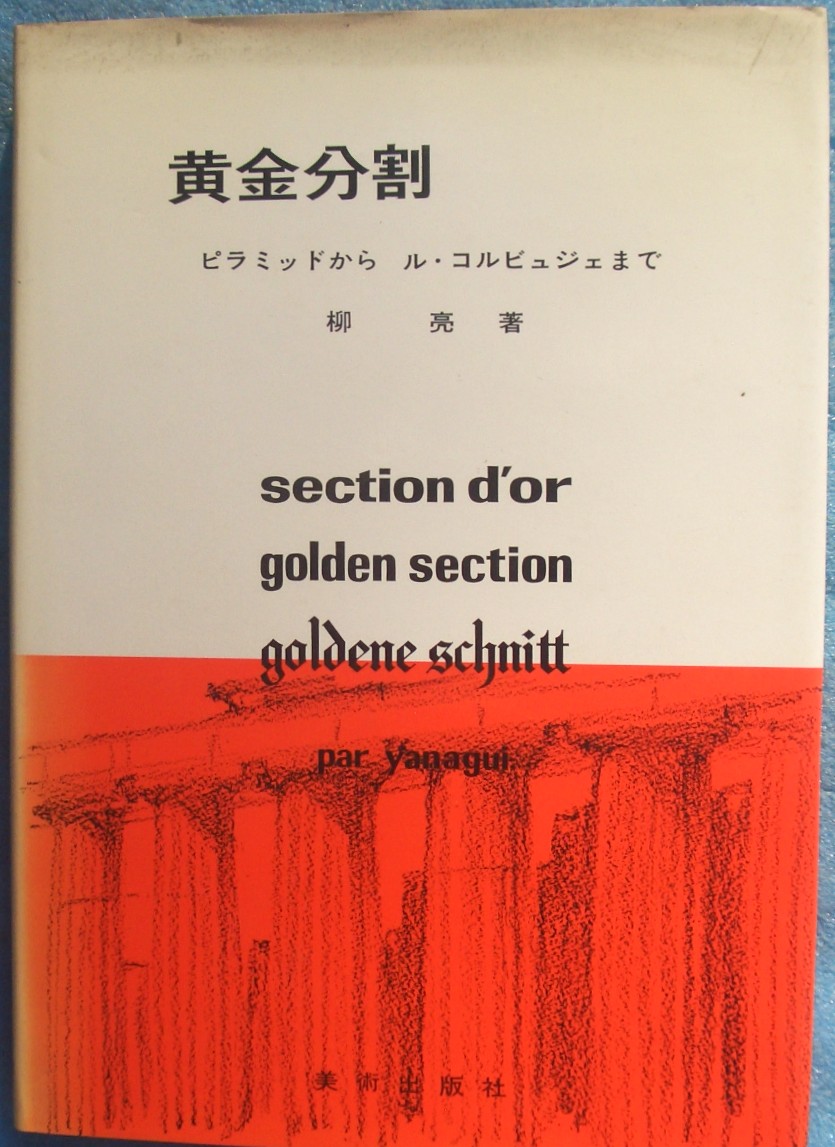 黄金分割
ピラミッドから ル・コルビュジェまで
柳 亮 著
section d'or
golden section
goldene schnitt
par yanagui
美術出版社